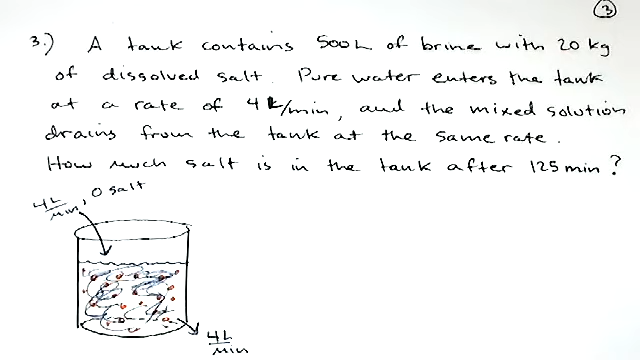 3
3.) A tank contains 500L of brine with 20 kg
of dissolved salt. Pure water enters the tank
at a rate of 4L/min, and the mixed solution
drains from the tank at the same rate.
How much salt is in the tank after 125 min?
4L/min, 0 salt
4L/min